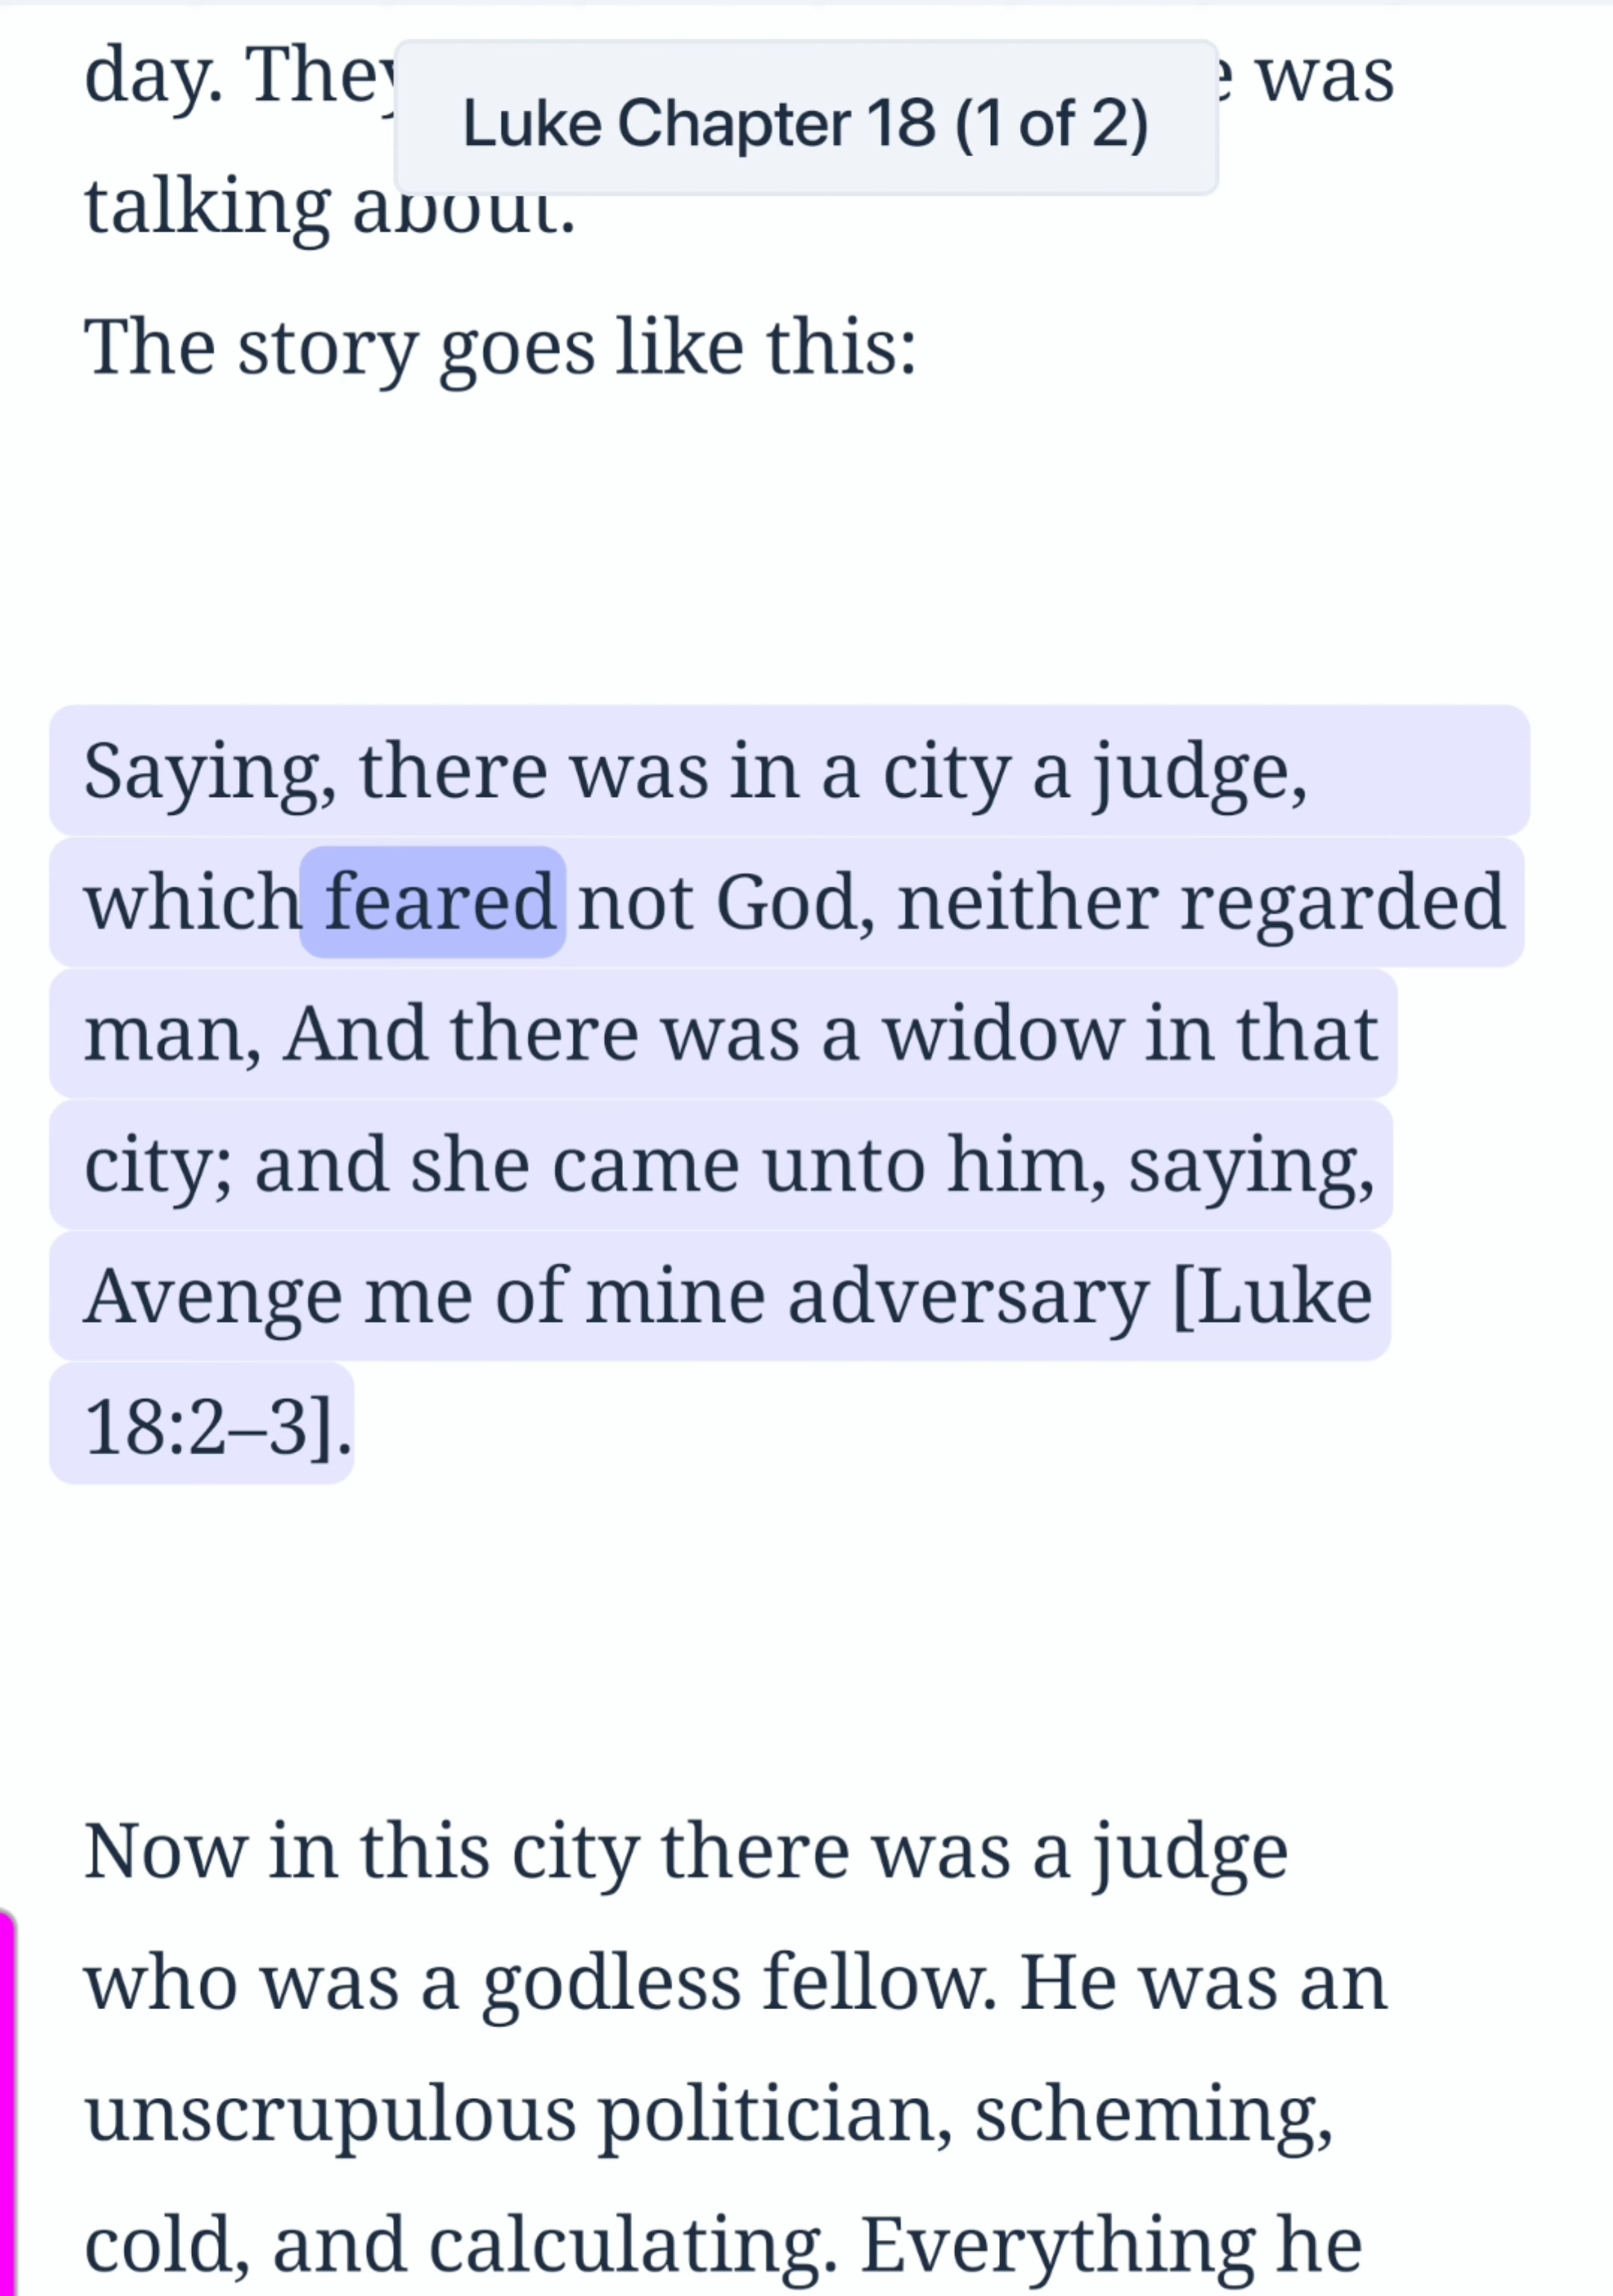 day. They
was
Luke Chapter 18 (1 of 2)
talking about.
The story goes like this:
Saying, there was in a city a judge,
which feared not God, neither regarded
man, And there was a widow in that
city; and she came unto him, saying,
Avenge me of mine adversary [Luke
18:2–3].
Now in this city there was a judge
who was a godless fellow. He was an
unscrupulous politician, scheming,
cold, and calculating. Everything he